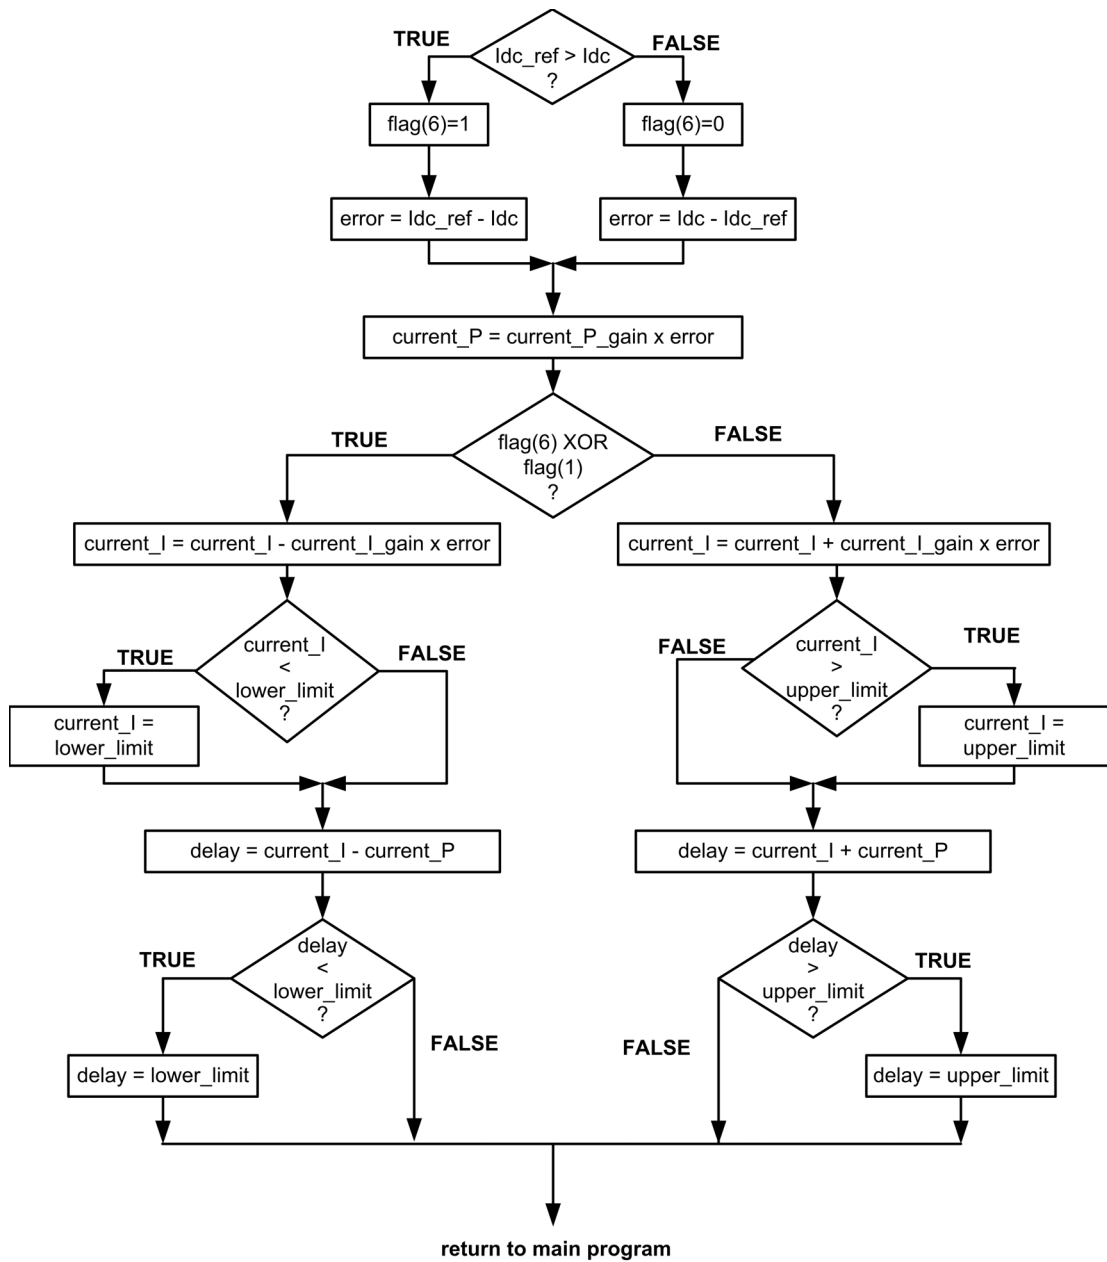 TRUE
FALSE
Idc_ref > Idc
?
flag(6)=1
flag(6)=0
error = Idc_ref - Idc
error = Idc - Idc_ref
current_P = current_P_gain x error
TRUE
FALSE
flag(6) XOR
flag(1)
?
current_I = current_I - current_I_gain x error
current_I = current_I + current_I_gain x error
TRUE
current_I
<
lower_limit
?
FALSE
FALSE
current_I
>
upper_limit
?
TRUE
current_I =
lower_limit
current_I =
upper_limit
delay = current_I - current_P
delay = current_I + current_P
TRUE
delay
<
lower_limit
?
FALSE
delay
>
upper_limit
?
TRUE
FALSE
delay = lower_limit
delay = upper_limit
return to main program